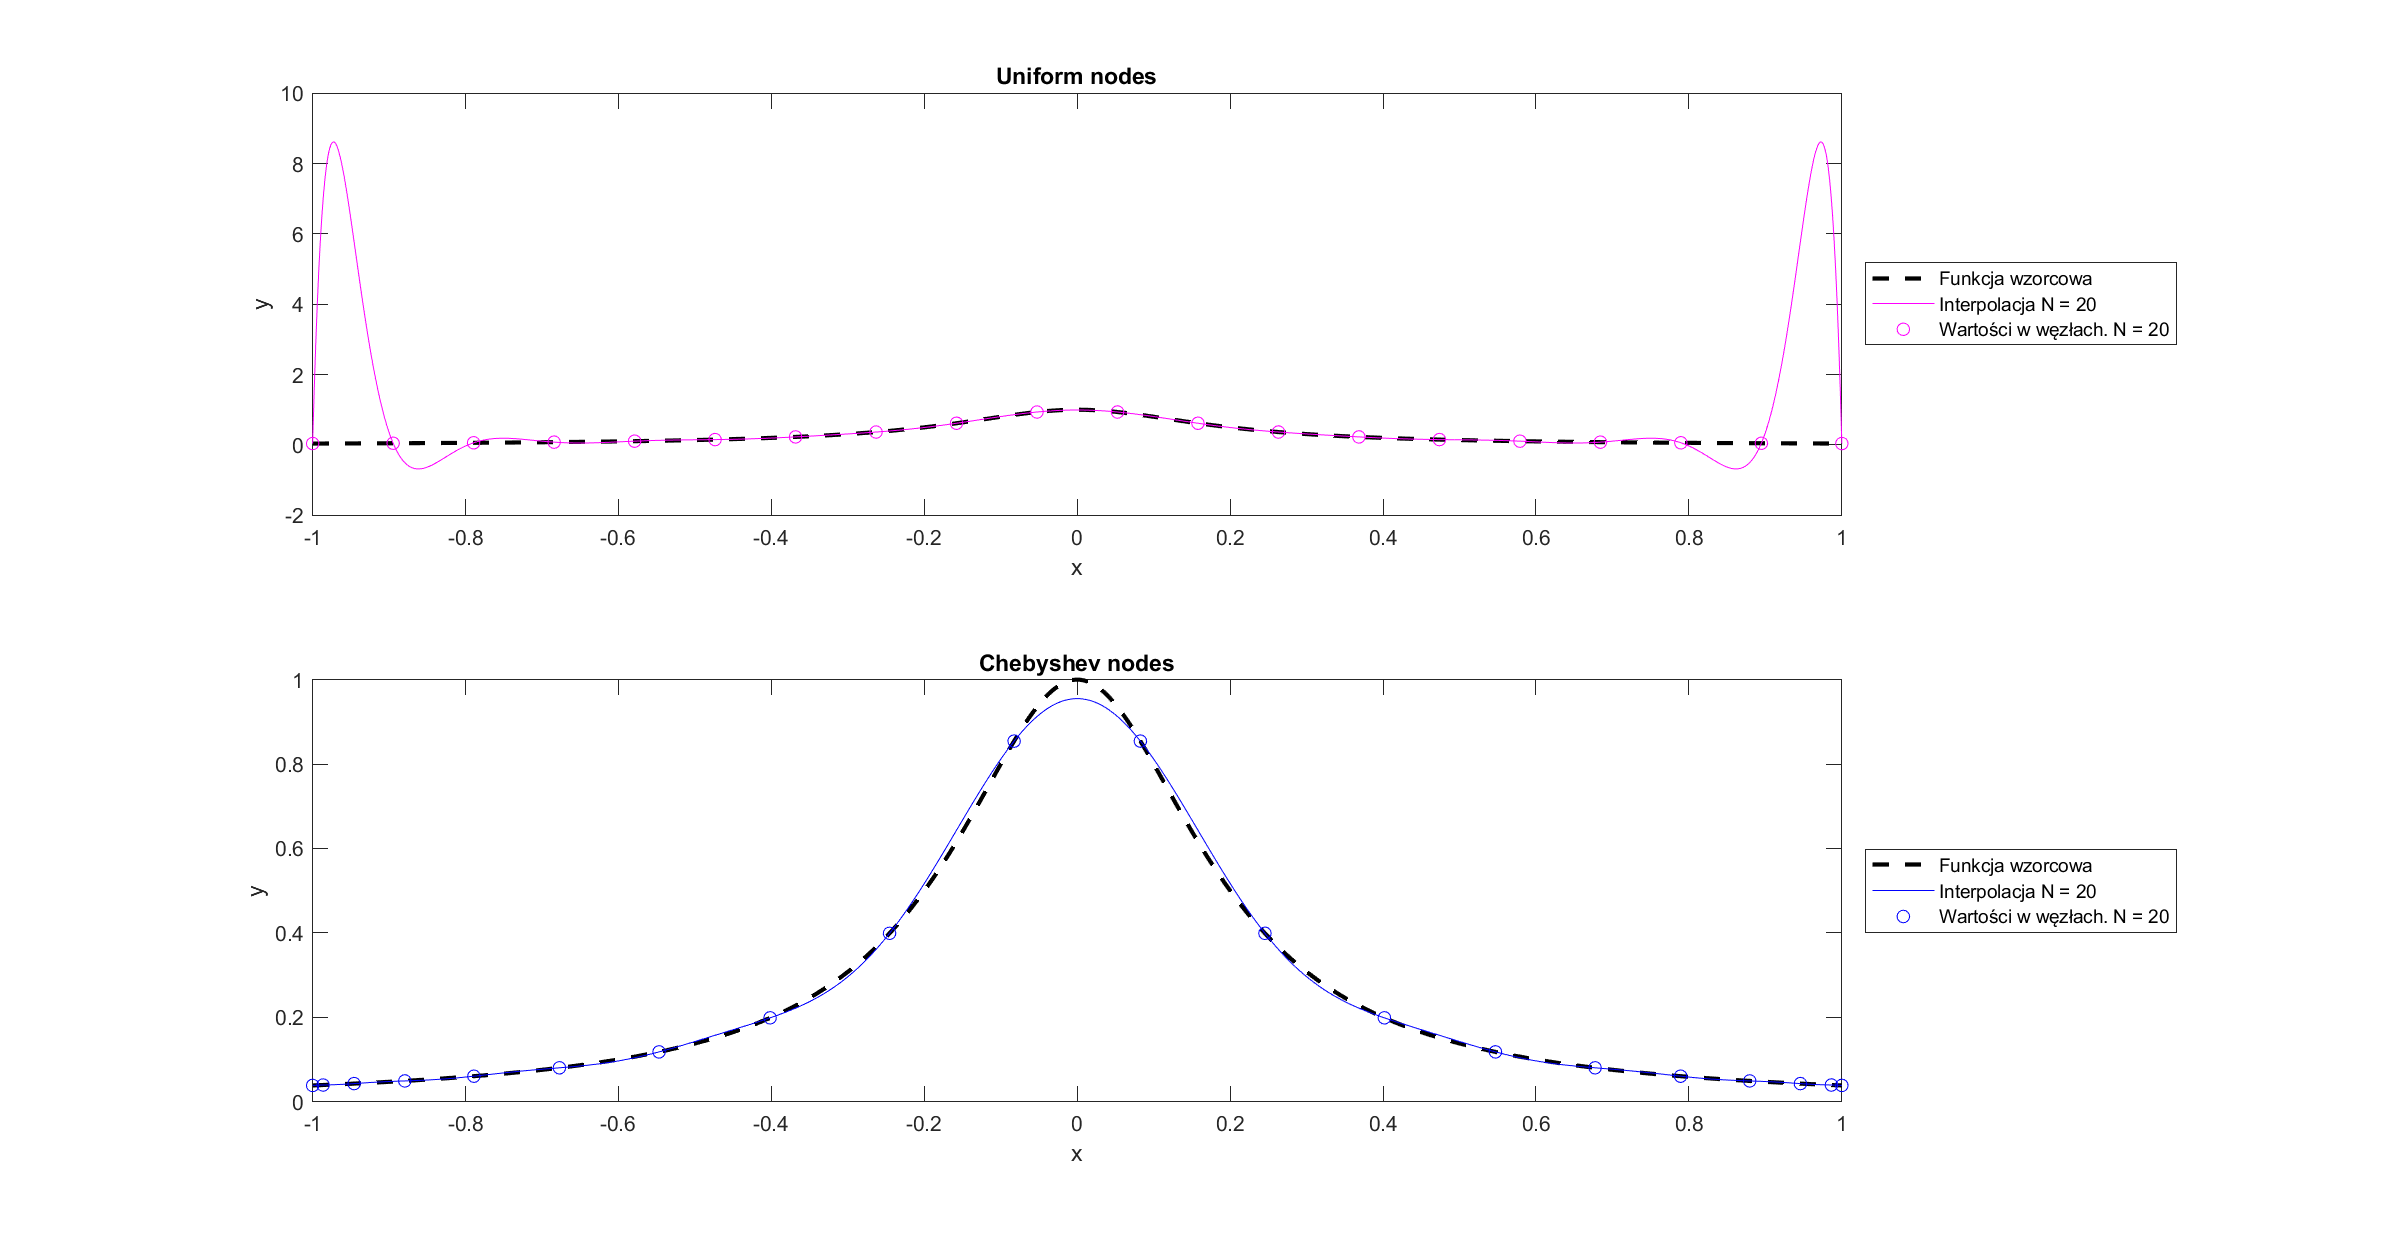 Uniform nodes
10
8
6
4
2
0
-2
y
-1
-0.8
-0.6
-0.4
-0.2
0
0.2
0.4
0.6
0.8
1
x
Funkcja wzorcowa
Interpolacja N = 20
Wartości w węzłach. N = 20
Chebyshev nodes
1
0.8
0.6
0.4
0.2
0
y
-1
-0.8
-0.6
-0.4
-0.2
0
0.2
0.4
0.6
0.8
1
x
Funkcja wzorcowa
Interpolacja N = 20
Wartości w węzłach. N = 20